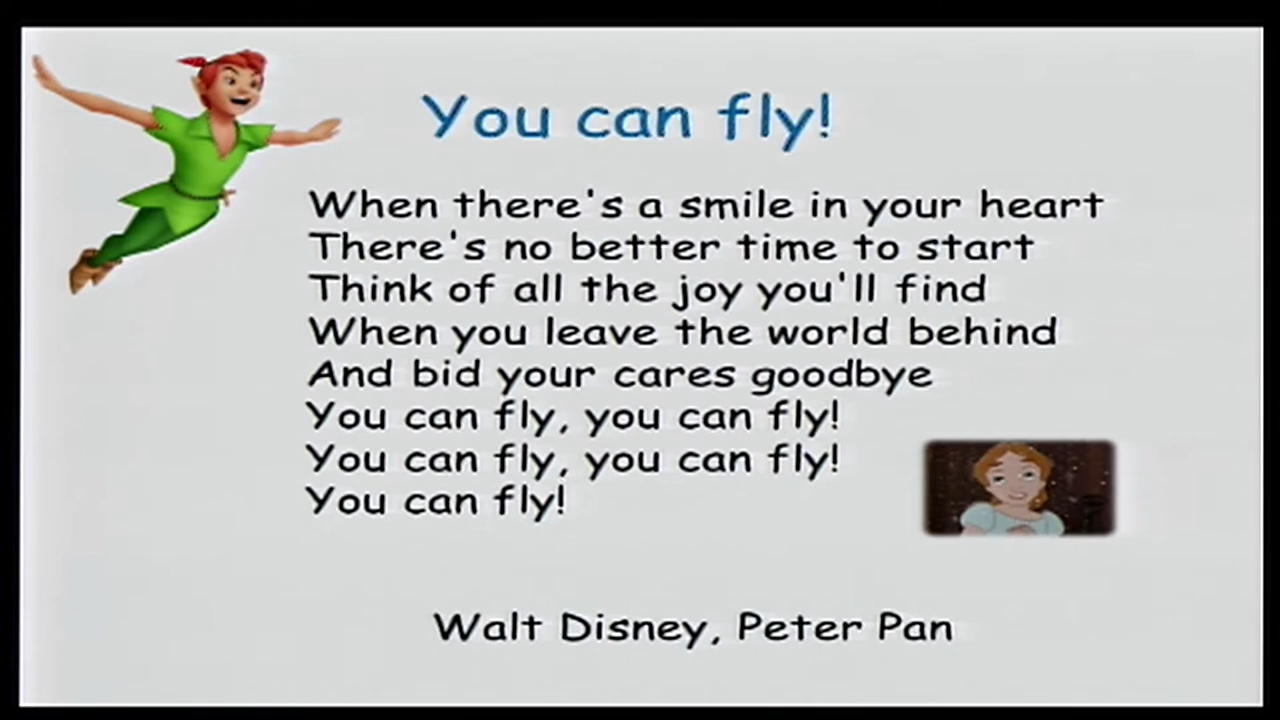 You can fly!
When there's a smile in your heart
There's no better time to start
Think of all the joy you'll find
When you leave the world behind
And bid your cares goodbye
You can fly, you can fly!
You can fly, you can fly!
You can fly!
Walt Disney, Peter Pan